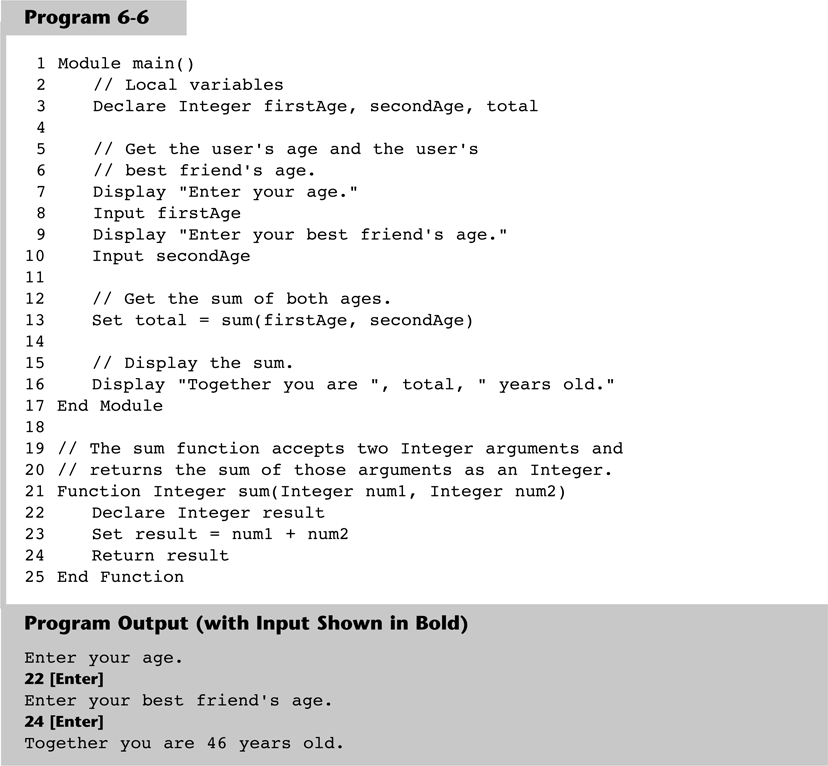 Program 6-6
1 Module main()
2     // Local variables
3     Declare Integer firstAge, secondAge, total
4
5     // Get the user's age and the user's
6     // best friend's age.
7     Display "Enter your age."
8     Input firstAge
9     Display "Enter your best friend's age."
10     Input secondAge
11
12     // Get the sum of both ages.
13     Set total = sum(firstAge, secondAge)
14
15     // Display the sum.
16     Display "Together you are ", total, " years old."
17 End Module
18
19 // The sum function accepts two Integer arguments and
20 // returns the sum of those arguments as an Integer.
21 Function Integer sum(Integer num1, Integer num2)
22     Declare Integer result
23     Set result = num1 + num2
24     Return result
25 End Function
Program Output (with Input Shown in Bold)
Enter your age.
22 [Enter]
Enter your best friend's age.
24 [Enter]
Together you are 46 years old.